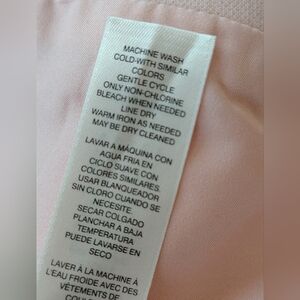 MACHINE WASH
COLD-WITH SIMILAR
COLORS
GENTLE CYCLE
ONLY NON-CHLORINE
BLEACH WHEN NEEDED
LINE DRY
WARM IRON AS NEEDED
MAY BE DRY CLEANED
LAVAR A MÁQUINA CON
AGUA FRIA EN
CICLO SUAVE CON
COLORES SIMILARES.
USAR BLANQUEADOR
SIN CLORO CUANDO SE
NECESITE.
SECAR COLGADO
PLANCHAR A BAJA
TEMPERATURA
PUEDE LAVARSE EN
SECO
LAVER À LA MACHINE À
L'EAU FROIDE AVEC DES
VÊTEMENTS DE